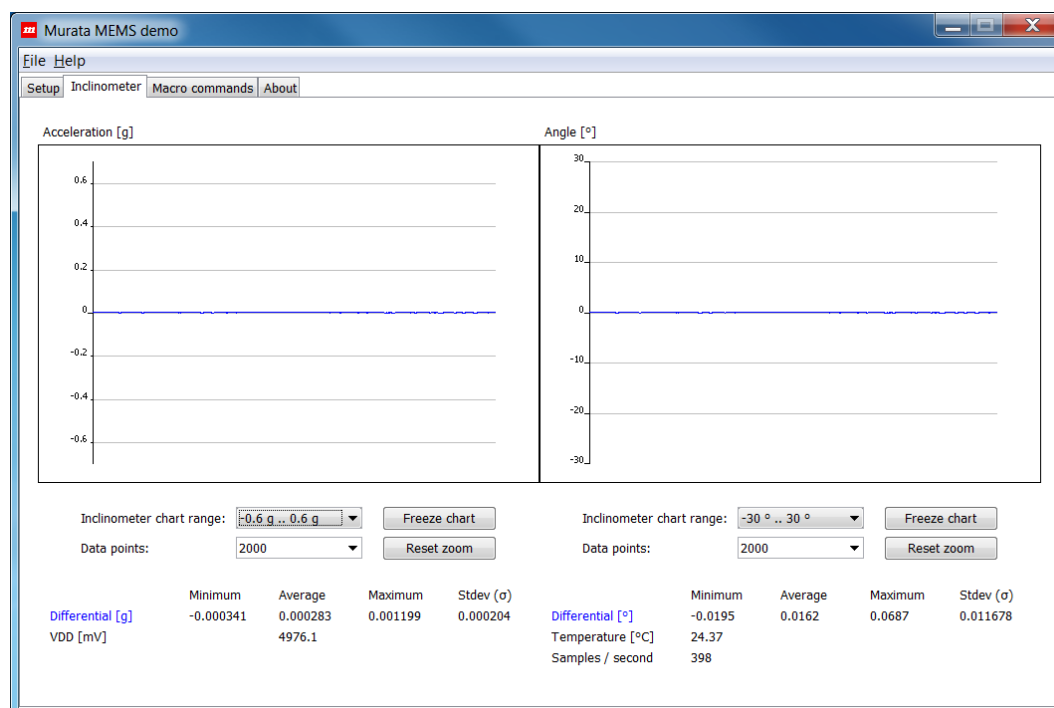 Murata MEMS demo
File Help
Setup Inclinometer Macro commands About
Acceleration [g]
0.6
0.4
0.2
0
-0.2
-0.4
-0.6
Angle [º]
30
20
10
0
-10
-20
-30
Inclinometer chart range: -0.6 g .. 0.6 g Freeze chart
Data points: 2000 Reset zoom
Inclinometer chart range: -30 º .. 30 º Freeze chart
Data points: 2000 Reset zoom
Minimum Average Maximum Stdev (σ)
Differential [g] -0.000341 0.000283 0.001199 0.000204
VDD [mV] 4976.1
Minimum Average Maximum Stdev (σ)
Differential [º] -0.0195 0.0162 0.0687 0.011678
Temperature [ºC] 24.37
Samples / second 398